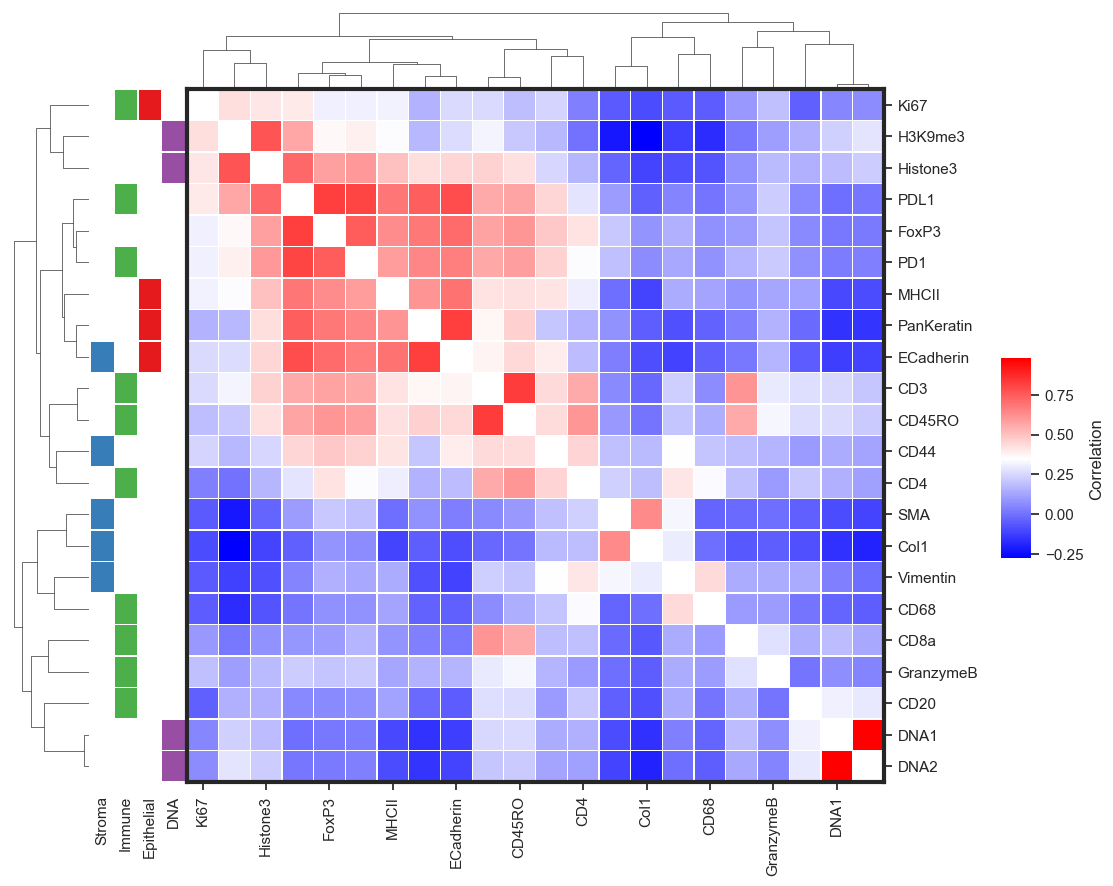 Ki67
H3K9me3
Histone3
PDL1
FoxP3
PD1
MHCII
PanKeratin
ECadherin
CD3
CD45RO
CD44
CD4
SMA
Col1
Vimentin
CD68
CD8a
GranzymeB
CD20
DNA1
DNA2
0.75
0.50
0.25
0.00
−0.25
Correlation
Stroma
Immune
Epithelial
DNA
Ki67
Histone3
FoxP3
MHCII
ECadherin
CD45RO
CD4
Col1
CD68
GranzymeB
DNA1